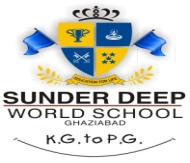 EDUCATION FOR LIFE
SUNDER DEEP
WORLD SCHOOL
GHAZIABAD
K.G. to P.G.